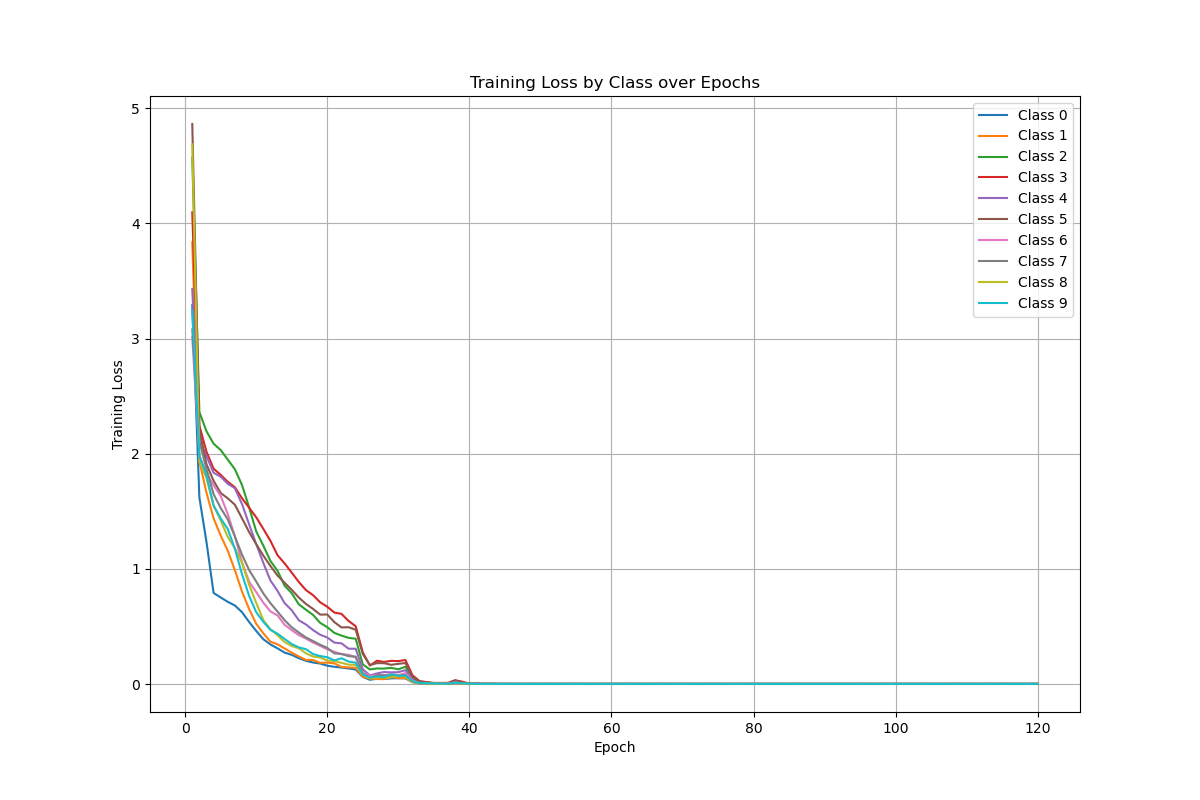 Training Loss by Class over Epochs
5
4
3
2
1
0
Training Loss
0 20 40 60 80 100 120
Epoch
Class 0
Class 1
Class 2
Class 3
Class 4
Class 5
Class 6
Class 7
Class 8
Class 9